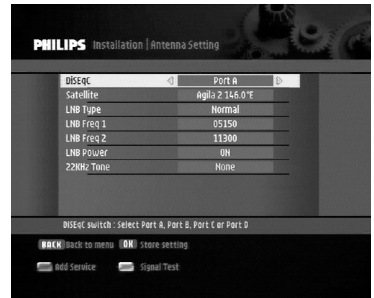 PHILIPS Installation | Antenna Setting
DiSEqC Port A
Satellite Agila 2 146.0°E
LNB Type Normal
LNB Freq 1 05150
LNB Freq 2 11300
LNB Power ON
22KHz Tone None
DiSEqC switch : Select Port A, Port B, Port C or Port D
BACK Back to menu OK Store setting
Add Service Signal Test